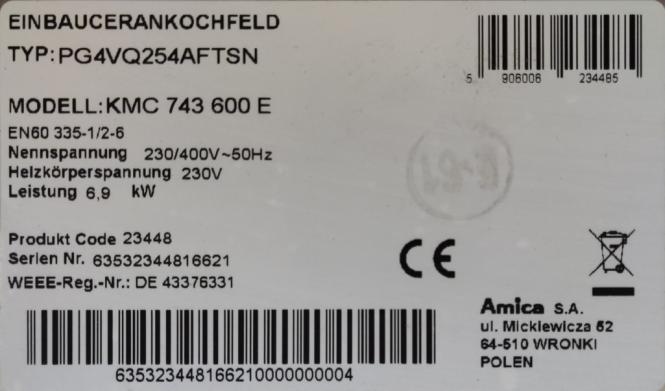 EINBAUCERANKOCHFELD
TYP:PG4VQ254AFTSN
5 906006 234485
MODELL:KMC 743 600 E
EN60 335-1/2-6
Nennspannung 230/400V~50Hz
Heizkörperspannung 230V
Leistung 6,9 kW
Produkt Code 23448
Serien Nr. 63532344816621
WEEE-Reg.-Nr.: DE 43376331
CE
Amica S.A.
ul. Mickiewicza 52
64-510 WRONKI
POLEN
635323448166210000000004